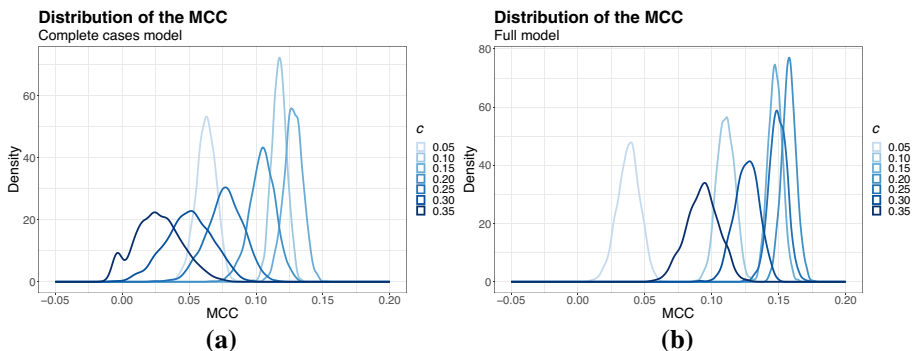 Distribution of the MCC
Complete cases model
Density
60
40
20
0
−0.05 0.00 0.05 0.10 0.15 0.20
MCC
c
0.05
0.10
0.15
0.20
0.25
0.30
0.35
(a)
Distribution of the MCC
Full model
Density
80
60
40
20
0
−0.05 0.00 0.05 0.10 0.15 0.20
MCC
c
0.05
0.10
0.15
0.20
0.25
0.30
0.35
(b)